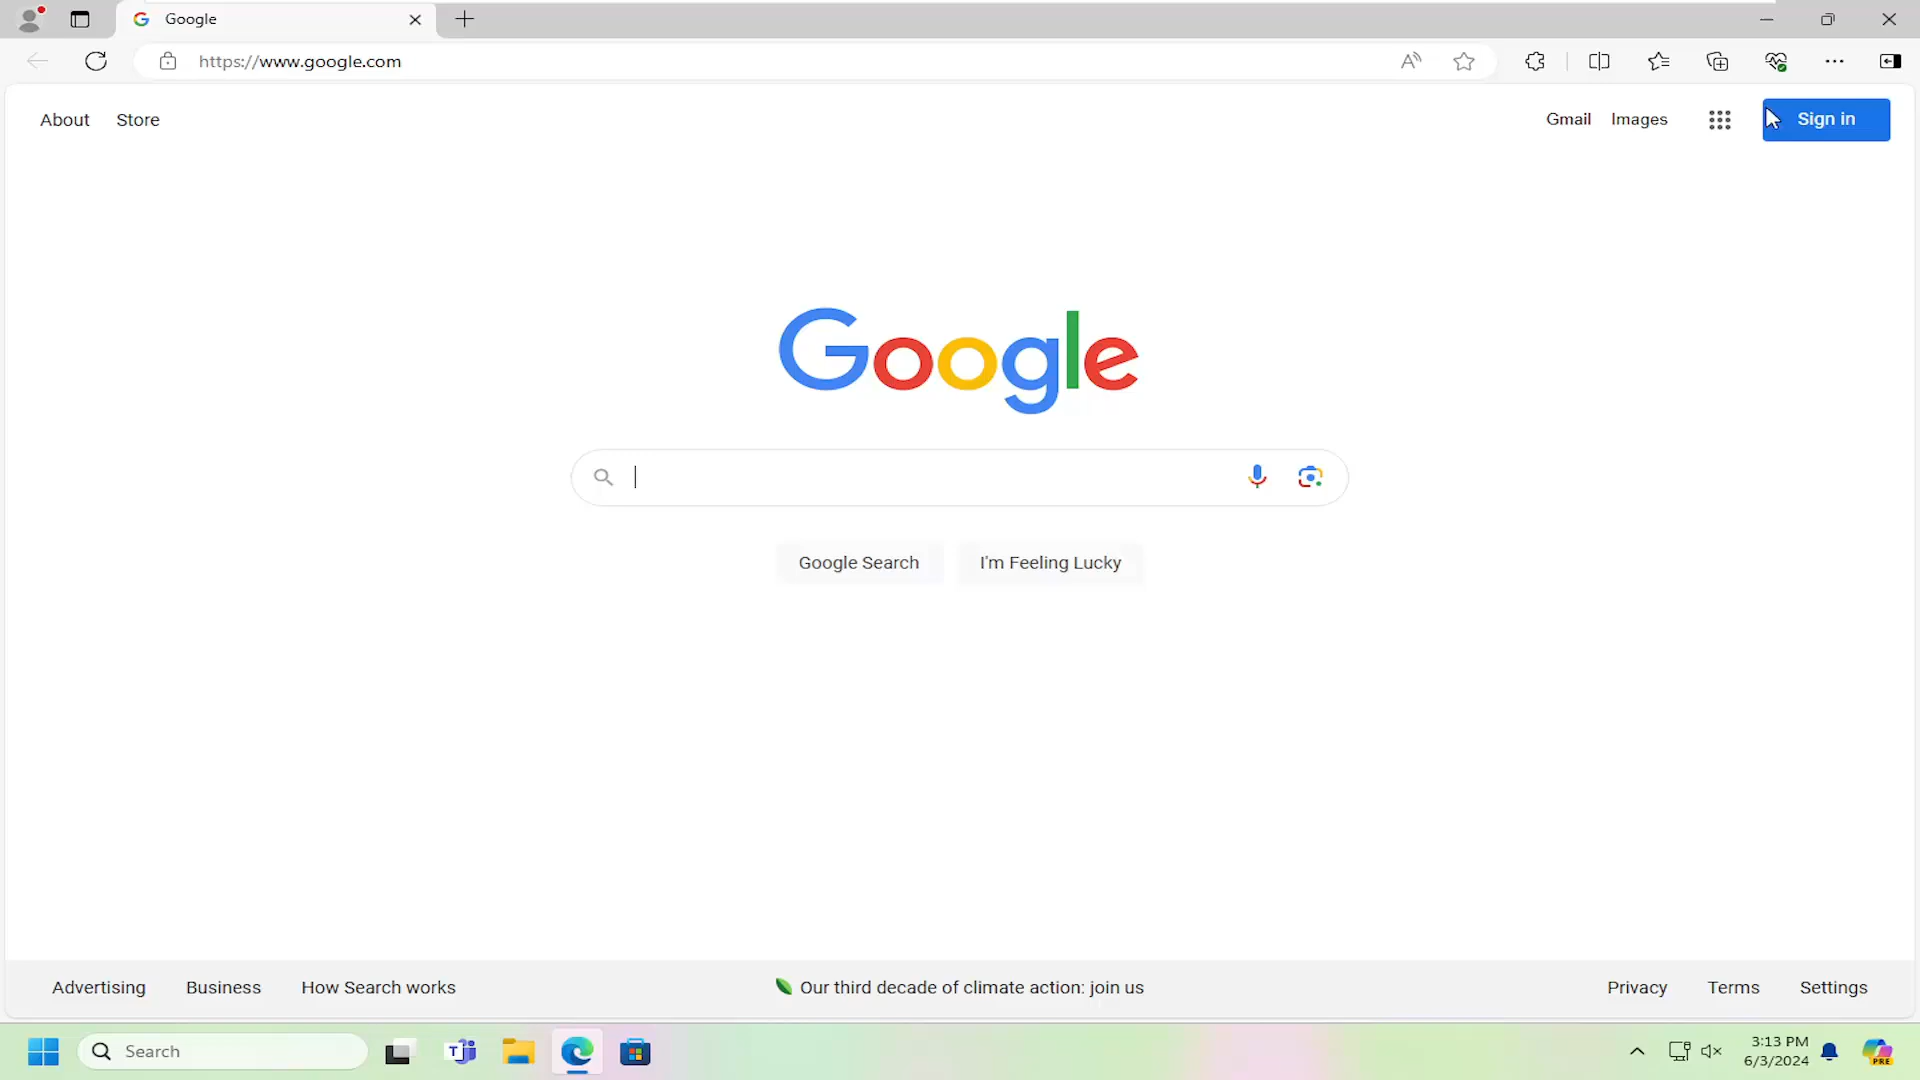 Google
https://www.google.com
About Store
Gmail Images Sign in
Google
Google Search I'm Feeling Lucky
Advertising Business How Search works
Our third decade of climate action: join us
Privacy Terms Settings
Search
3:13 PM
6/3/2024
PRE